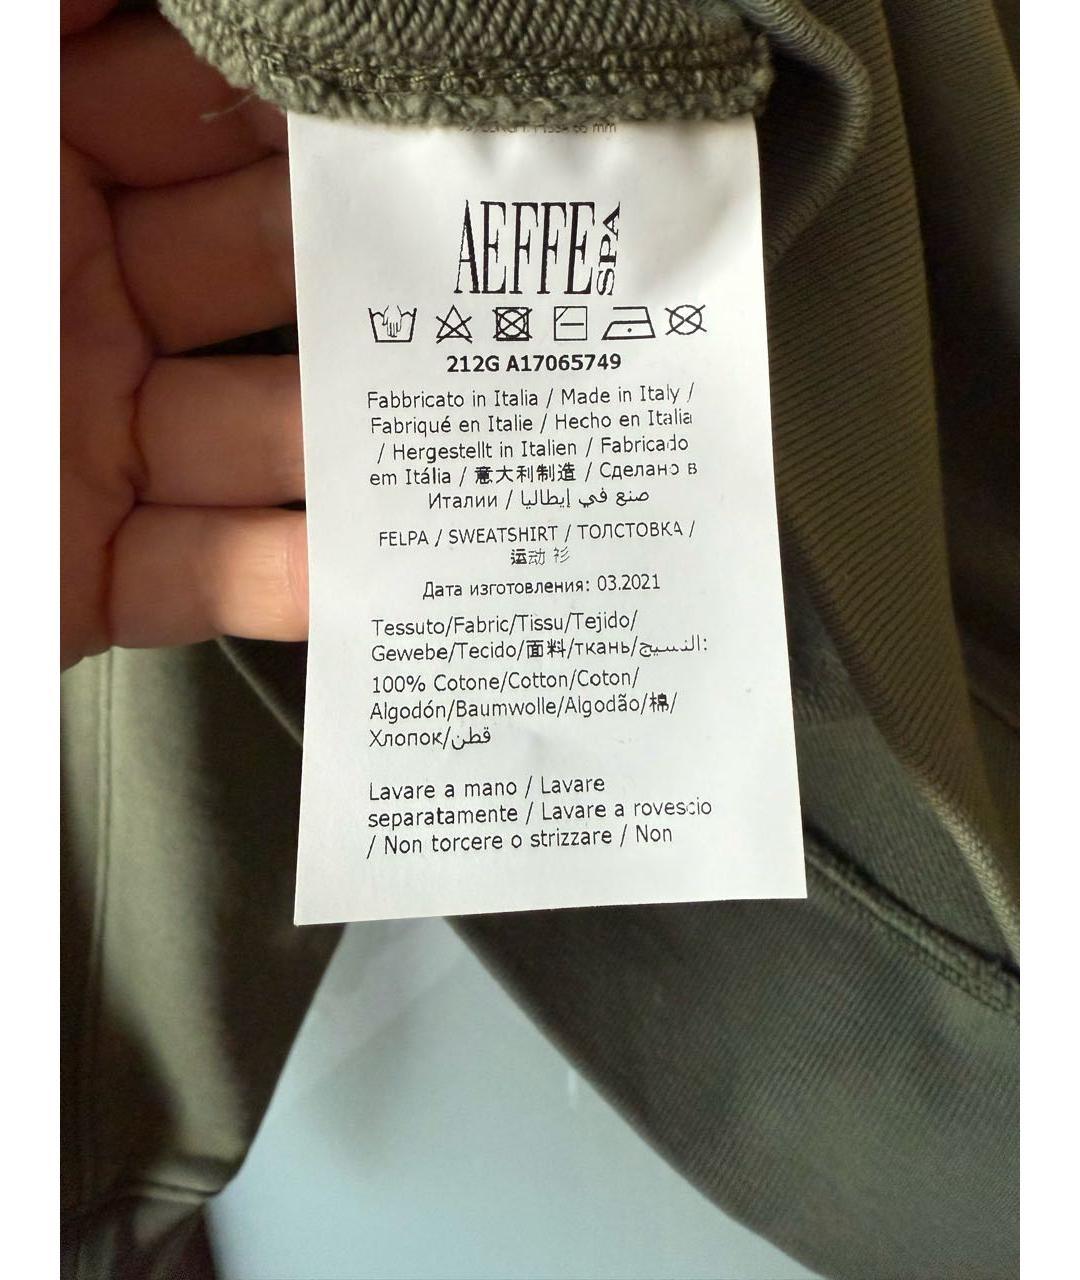 AEFFE SPA
212G A17065749
Fabbricato in Italia / Made in Italy /
Fabriqué en Italie / Hecho en Italia
/ Hergestellt in Italien / Fabricado
em Itália / 意大利制造 / Сделано в
Италии / صنع في إيطاليا
FELPA / SWEATSHIRT / ТОЛСТОВКА /
运动 衫
Дата изготовления: 03.2021
Tessuto/Fabric/Tissu/Tejido/
Gewebe/Tecido/面料/ткань/النسيج:
100% Cotone/Cotton/Coton/
Algodón/Baumwolle/Algodão/棉/
Хлопок/قطن
Lavare a mano / Lavare
separatamente / Lavare a rovescio
/ Non torcere o strizzare / Non